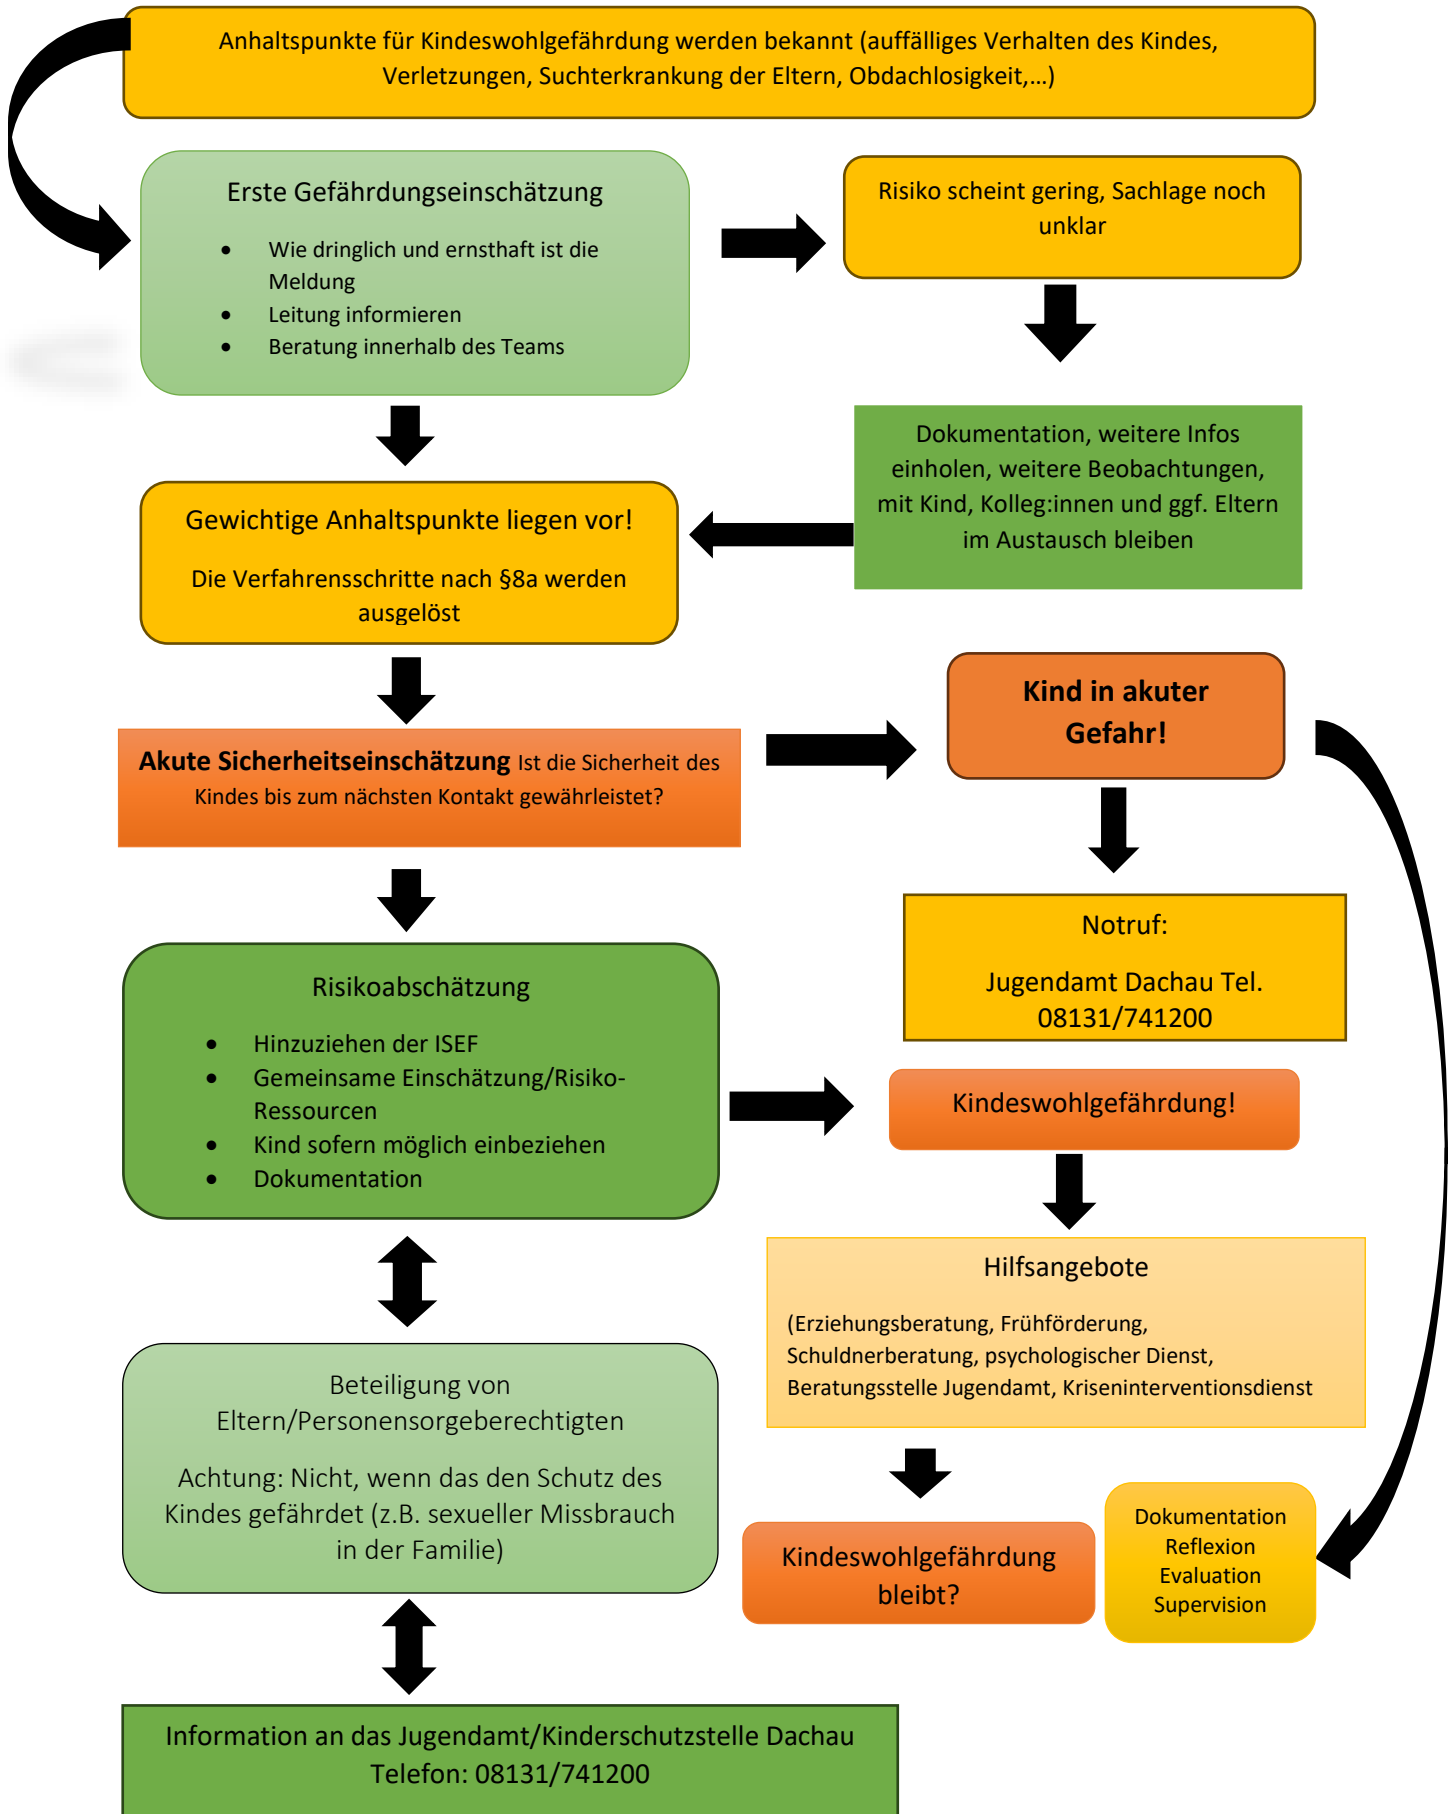 Anhaltspunkte für Kindeswohlgefährdung werden bekannt (auffälliges Verhalten des Kindes,
Verletzungen, Suchterkrankung der Eltern, Obdachlosigkeit,…)
Erste Gefährdungseinschätzung
• Wie dringlich und ernsthaft ist die
Meldung
• Leitung informieren
• Beratung innerhalb des Teams
Risiko scheint gering, Sachlage noch
unklar
Dokumentation, weitere Infos
einholen, weitere Beobachtungen,
mit Kind, Kolleg:innen und ggf. Eltern
im Austausch bleiben
Gewichtige Anhaltspunkte liegen vor!
Die Verfahrensschritte nach §8a werden
ausgelöst
Akute Sicherheitseinschätzung Ist die Sicherheit des
Kindes bis zum nächsten Kontakt gewährleistet?
Kind in akuter
Gefahr!
Notruf:
Jugendamt Dachau Tel.
08131/741200
Risikoabschätzung
• Hinzuziehen der ISEF
• Gemeinsame Einschätzung/Risiko-
Ressourcen
• Kind sofern möglich einbeziehen
• Dokumentation
Kindeswohlgefährdung!
Hilfsangebote
(Erziehungsberatung, Frühförderung,
Schuldnerberatung, psychologischer Dienst,
Beratungsstelle Jugendamt, Kriseninterventionsdienst
Beteiligung von
Eltern/Personensorgeberechtigten
Achtung: Nicht, wenn das den Schutz des
Kindes gefährdet (z.B. sexueller Missbrauch
in der Familie)
Kindeswohlgefährdung
bleibt?
Dokumentation
Reflexion
Evaluation
Supervision
Information an das Jugendamt/Kinderschutzstelle Dachau
Telefon: 08131/741200